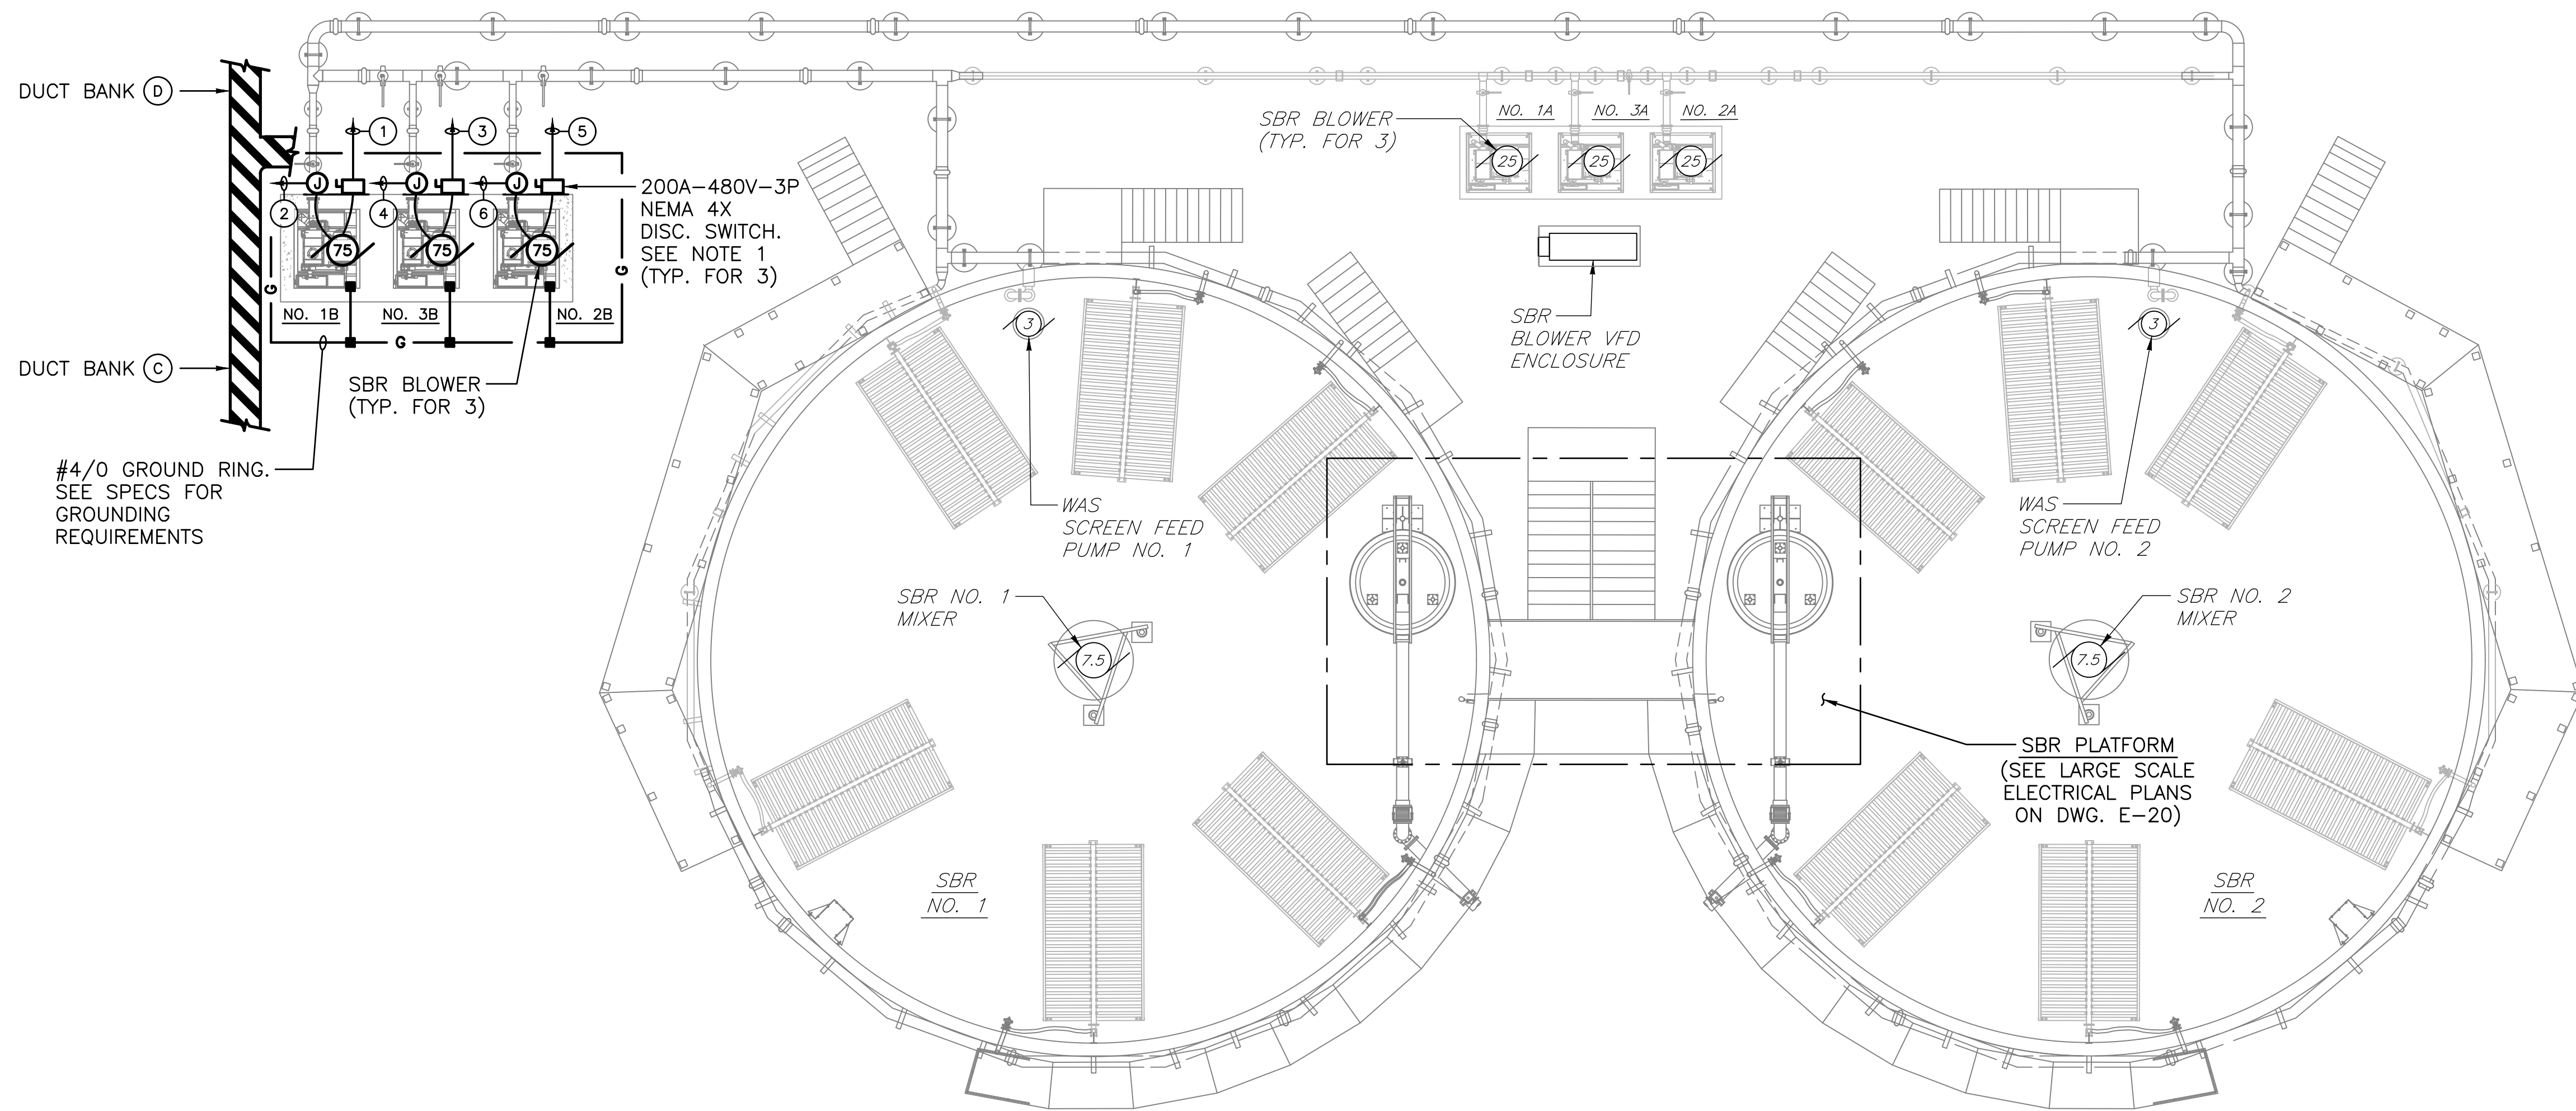 DUCT BANK D
DUCT BANK C
1
3
5
J
J
J
2
4
6
75
75
75
G
G
G
NO. 1B
NO. 3B
NO. 2B
200A-480V-3P
NEMA 4X
DISC. SWITCH.
SEE NOTE 1
(TYP. FOR 3)
SBR BLOWER
(TYP. FOR 3)
#4/0 GROUND RING.
SEE SPECS FOR
GROUNDING
REQUIREMENTS
SBR BLOWER
(TYP. FOR 3)
NO. 1A
NO. 3A
NO. 2A
25
25
25
SBR
BLOWER VFD
ENCLOSURE
3
WAS
SCREEN FEED
PUMP NO. 1
SBR NO. 1
MIXER
7.5
SBR
NO. 1
3
WAS
SCREEN FEED
PUMP NO. 2
SBR NO. 2
MIXER
7.5
SBR PLATFORM
(SEE LARGE SCALE
ELECTRICAL PLANS
ON DWG. E-20)
SBR
NO. 2